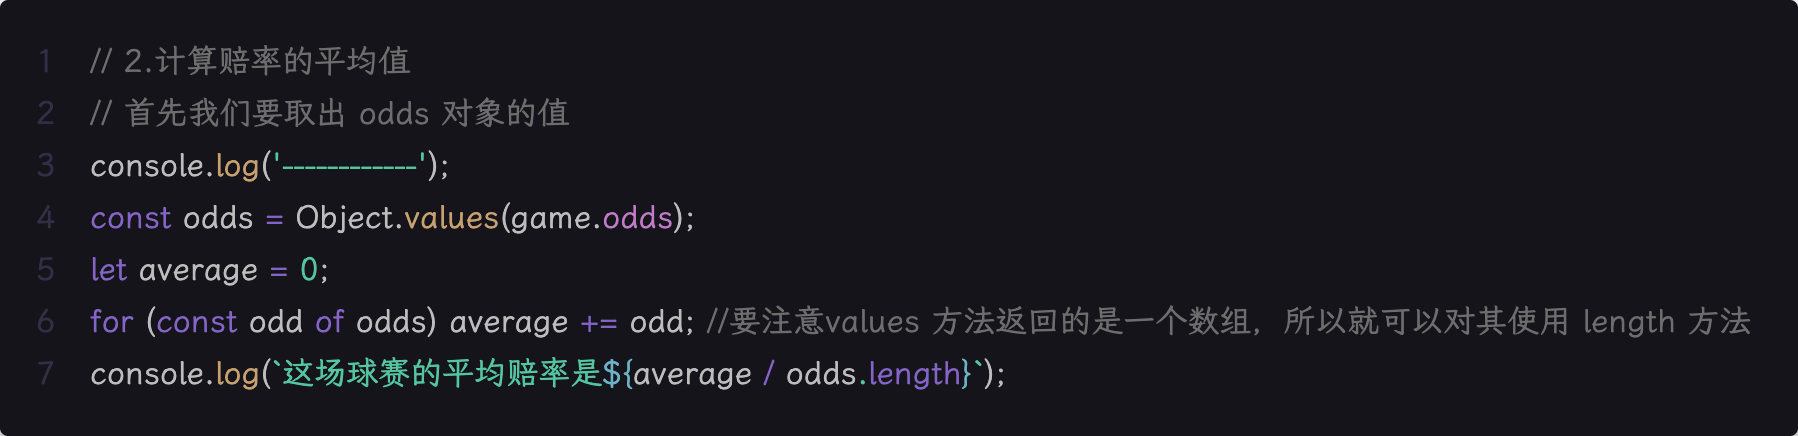 1 // 2.计算赔率的平均值
2 // 首先我们要取出 odds 对象的值
3 console.log('------------');
4 const odds = Object.values(game.odds);
5 let average = 0;
6 for (const odd of odds) average += odd; //要注意values 方法返回的是一个数组，所以就可以对其使用 length 方法
7 console.log(`这场球赛的平均赔率是${average / odds.length}`);